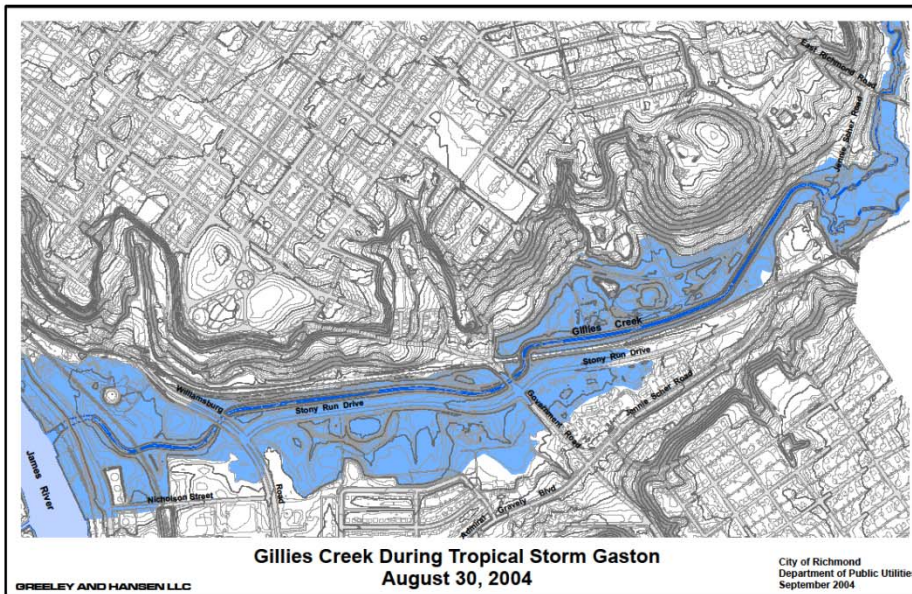 East Richmond Road
Jennie Scher Road
Gillies Creek
Stony Run Drive
Williamsburg
Stony Run Drive
Government Road
Jennie Scher Road
James River
Nicholson Street
Road
Admiral Gravely Blvd
Gillies Creek During Tropical Storm Gaston
August 30, 2004
GREELEY AND HANSEN LLC
City of Richmond
Department of Public Utilities
September 2004